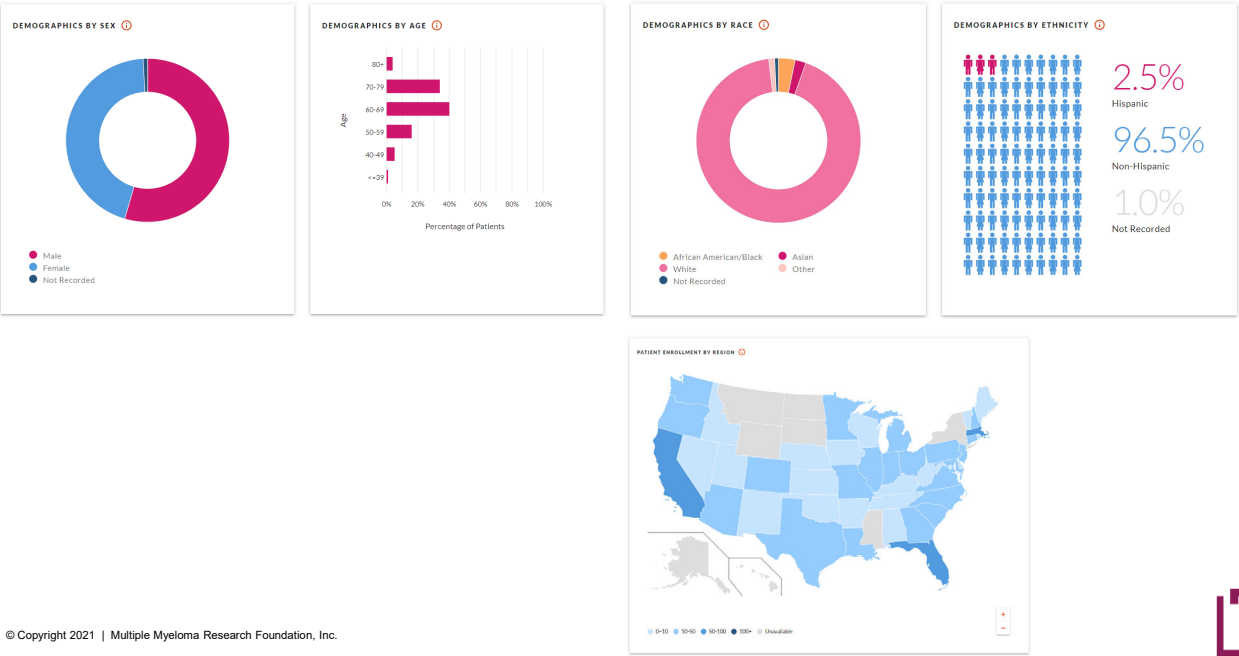 DEMOGRAPHICS BY SEX
Male
Female
Not Recorded
DEMOGRAPHICS BY AGE
Age
80+
70-79
60-69
50-59
40-49
<=39
0% 20% 40% 60% 80% 100%
Percentage of Patients
DEMOGRAPHICS BY RACE
African American/Black Asian
White Other
Not Recorded
DEMOGRAPHICS BY ETHNICITY
2.5%
Hispanic
96.5%
Non-Hispanic
1.0%
Not Recorded
PATIENT ENROLLMENT BY REGION
0-10 10-50 50-100 100+ Unavailable
© Copyright 2021 | Multiple Myeloma Research Foundation, Inc.